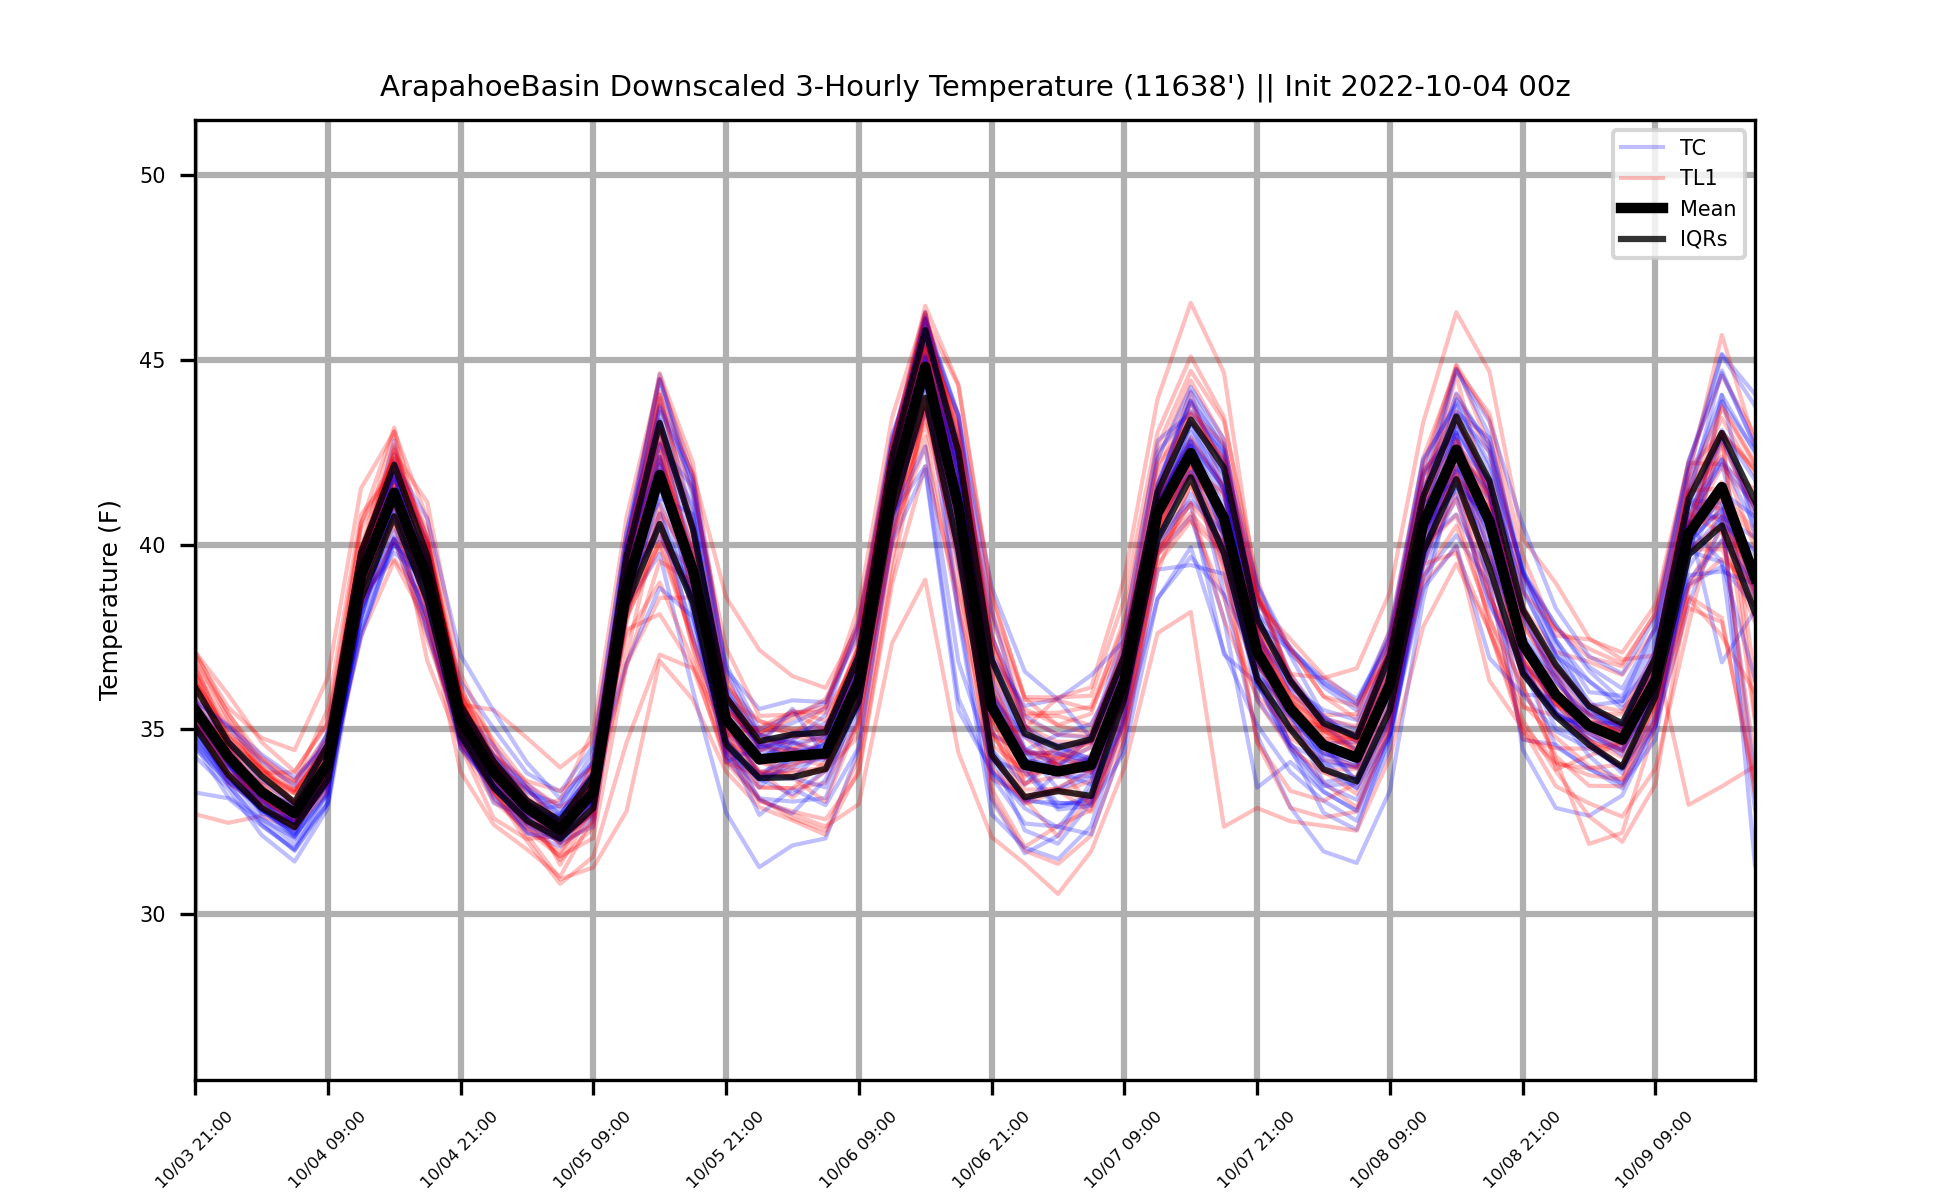 ArapahoeBasin Downscaled 3-Hourly Temperature (11638') || Init 2022-10-04 00z
TC
TL1
Mean
IQRs
Temperature (F)
50
45
40
35
30
10/03 21:00
10/04 09:00
10/04 21:00
10/05 09:00
10/05 21:00
10/06 09:00
10/06 21:00
10/07 09:00
10/07 21:00
10/08 09:00
10/08 21:00
10/09 09:00